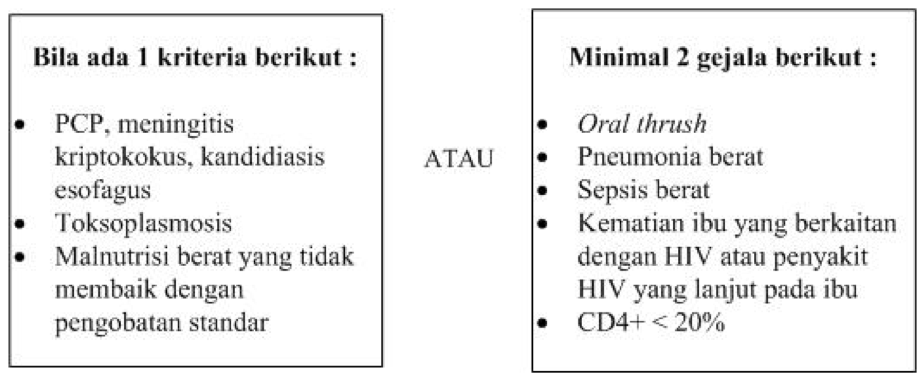 Bila ada 1 kriteria berikut :
• PCP, meningitis
kriptokokus, kandidiasis
esofagus
• Toksoplasmosis
• Malnutrisi berat yang tidak
membaik dengan
pengobatan standar
ATAU
Minimal 2 gejala berikut :
• Oral thrush
• Pneumonia berat
• Sepsis berat
• Kematian ibu yang berkaitan
dengan HIV atau penyakit
HIV yang lanjut pada ibu
• CD4+ < 20%